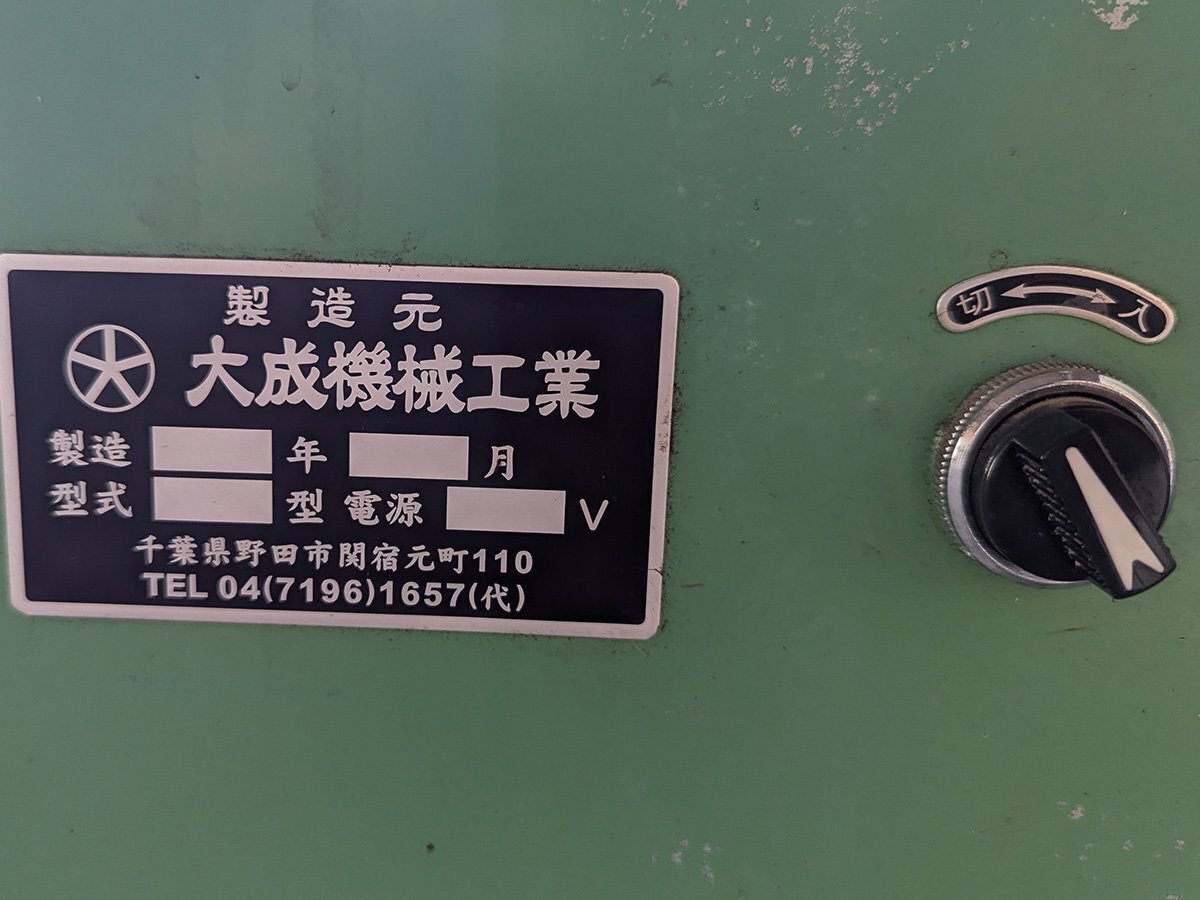 製造元
大成機械工業
製造 年 月
型式 型 電源 V
千葉県野田市関宿元町110
TEL 04(7196)1657(代)
切 入